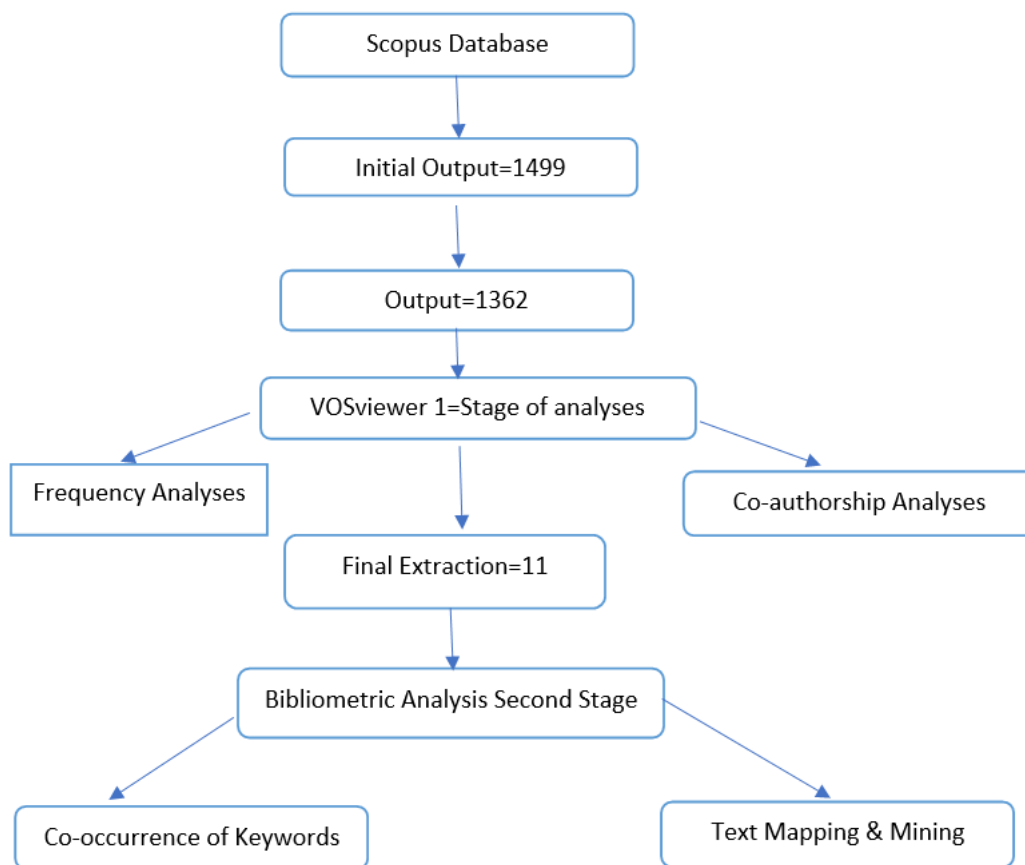 Scopus Database
Initial Output=1499
Output=1362
VOSviewer 1=Stage of analyses
Frequency Analyses
Co-authorship Analyses
Final Extraction=11
Bibliometric Analysis Second Stage
Co-occurrence of Keywords
Text Mapping & Mining